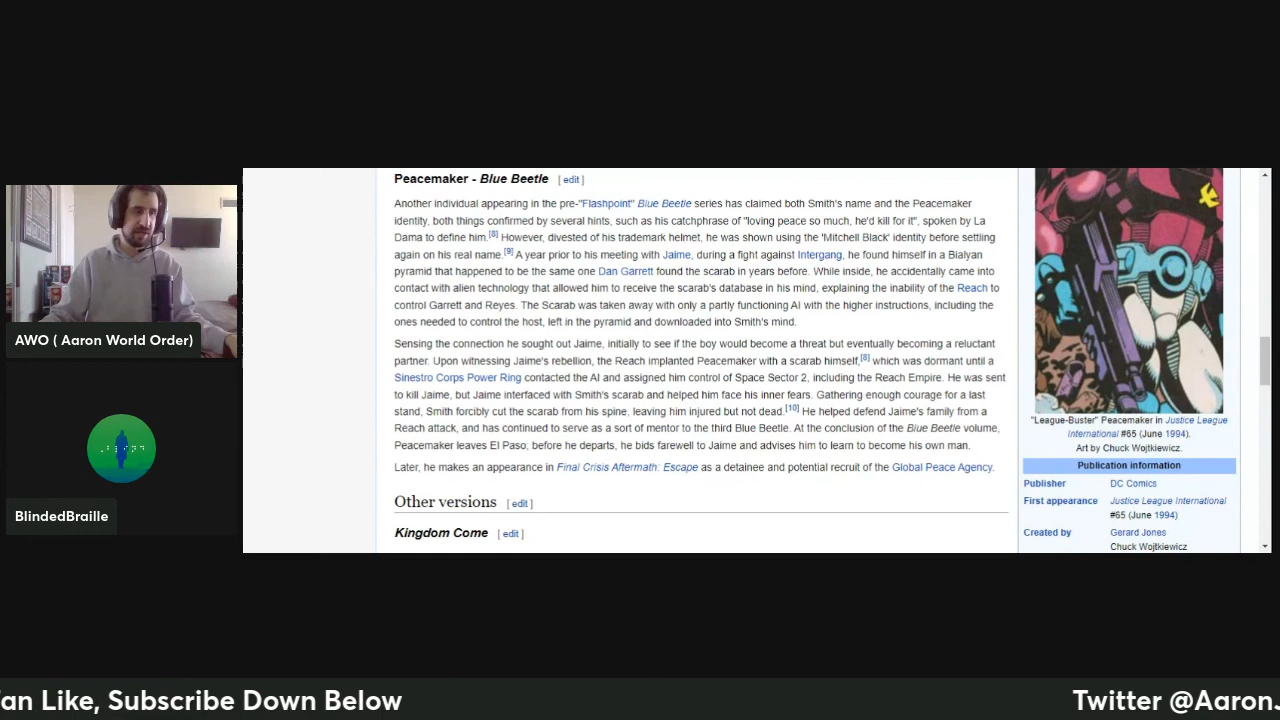 Peacemaker - Blue Beetle [ edit ]
Another individual appearing in the pre-"Flashpoint" Blue Beetle series has claimed both Smith's name and the Peacemaker
identity, both things confirmed by several hints, such as his catchphrase of "loving peace so much, he'd kill for it", spoken by La
Dama to define him.[8] However, divested of his trademark helmet, he was shown using the 'Mitchell Black' identity before settling
again on his real name.[9] A year prior to his meeting with Jaime, during a fight against Intergang, he found himself in a Bialyan
pyramid that happened to be the same one Dan Garrett found the scarab in years before. While inside, he accidentally came into
contact with alien technology that allowed him to receive the scarab's database in his mind, explaining the inability of the Reach to
control Garrett and Reyes. The Scarab was taken away with only a partly functioning AI with the higher instructions, including the
ones needed to control the host, left in the pyramid and downloaded into Smith's mind.
Sensing the connection he sought out Jaime, initially to see if the boy would become a threat but eventually becoming a reluctant
partner. Upon witnessing Jaime's rebellion, the Reach implanted Peacemaker with a scarab himself,[8] which was dormant until a
Sinestro Corps Power Ring contacted the AI and assigned him control of Space Sector 2, including the Reach Empire. He was sent
to kill Jaime, but Jaime interfaced with Smith's scarab and helped him face his inner fears. Gathering enough courage for a last
stand, Smith forcibly cut the scarab from his spine, leaving him injured but not dead.[10] He helped defend Jaime's family from a
Reach attack, and has continued to serve as a sort of mentor to the third Blue Beetle. At the conclusion of the Blue Beetle volume,
Peacemaker leaves El Paso; before he departs, he bids farewell to Jaime and advises him to learn to become his own man.
Later, he makes an appearance in Final Crisis Aftermath: Escape as a detainee and potential recruit of the Global Peace Agency.
Other versions [ edit ]
Kingdom Come [ edit ]
"League-Buster" Peacemaker in Justice League
International #65 (June 1994).
Art by Chuck Wojtkiewicz.
Publication information
Publisher DC Comics
First appearance Justice League International
#65 (June 1994)
Created by Gerard Jones
Chuck Wojtkiewicz
AWO ( Aaron World Order)
BlindedBraille
an Like, Subscribe Down Below
Twitter @Aaron